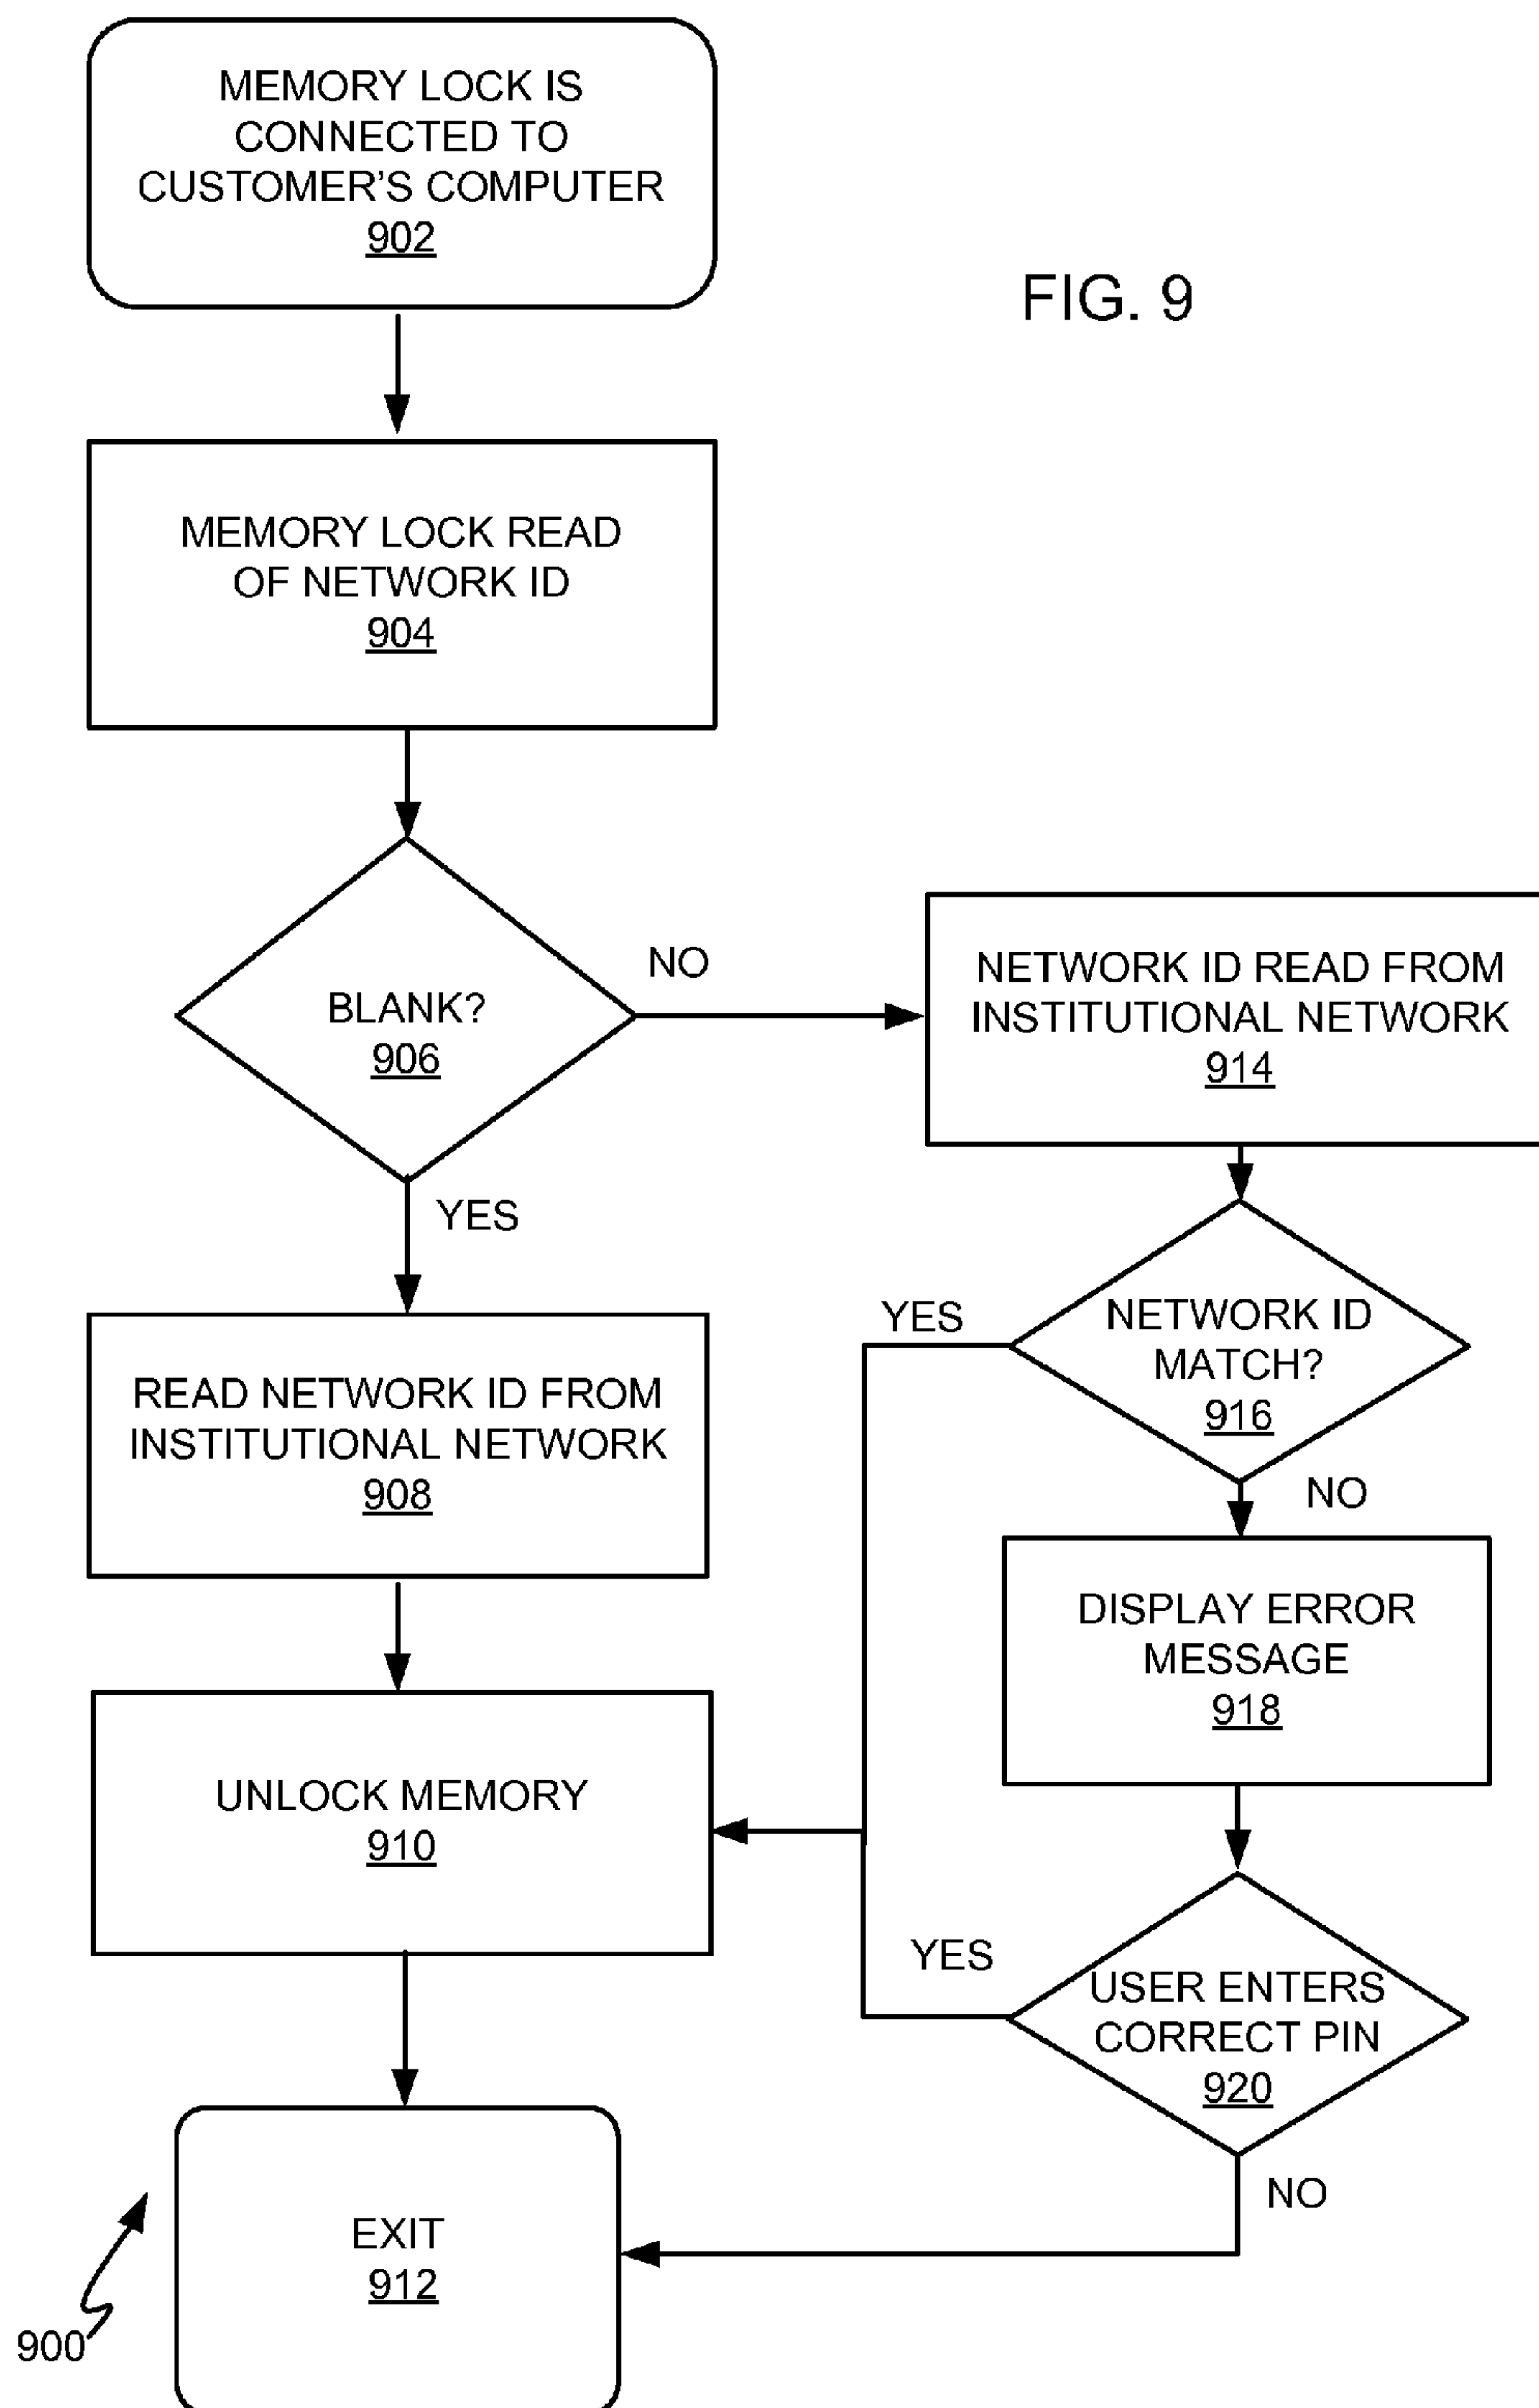 MEMORY LOCK IS
CONNECTED TO
CUSTOMER'S COMPUTER
902
FIG. 9
MEMORY LOCK READ
OF NETWORK ID
904
BLANK?
906
NO
YES
NETWORK ID READ FROM
INSTITUTIONAL NETWORK
914
READ NETWORK ID FROM
INSTITUTIONAL NETWORK
908
YES
NETWORK ID
MATCH?
916
NO
DISPLAY ERROR
MESSAGE
918
UNLOCK MEMORY
910
YES
USER ENTERS
CORRECT PIN
920
NO
EXIT
912
900